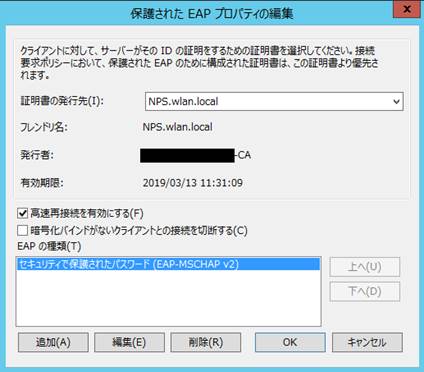 保護された EAP プロパティの編集
x
クライアントに対して、サーバーがその ID の証明をするための証明書を選択してください。接続
要求ポリシーにおいて、保護された EAP のために構成された証明書は、この証明書より優先さ
れます。
証明書の発行先(I):
NPS.wlan.local
フレンドリ名:
NPS.wlan.local
発行者:
-CA
有効期限:
2019/03/13 11:31:09
高速再接続を有効にする(F)
暗号化バインドがないクライアントとの接続を切断する(C)
EAP の種類(T)
セキュリティで保護されたパスワード (EAP-MSCHAP v2)
上へ(U)
下へ(D)
追加(A)
編集(E)
削除(R)
OK
キャンセル